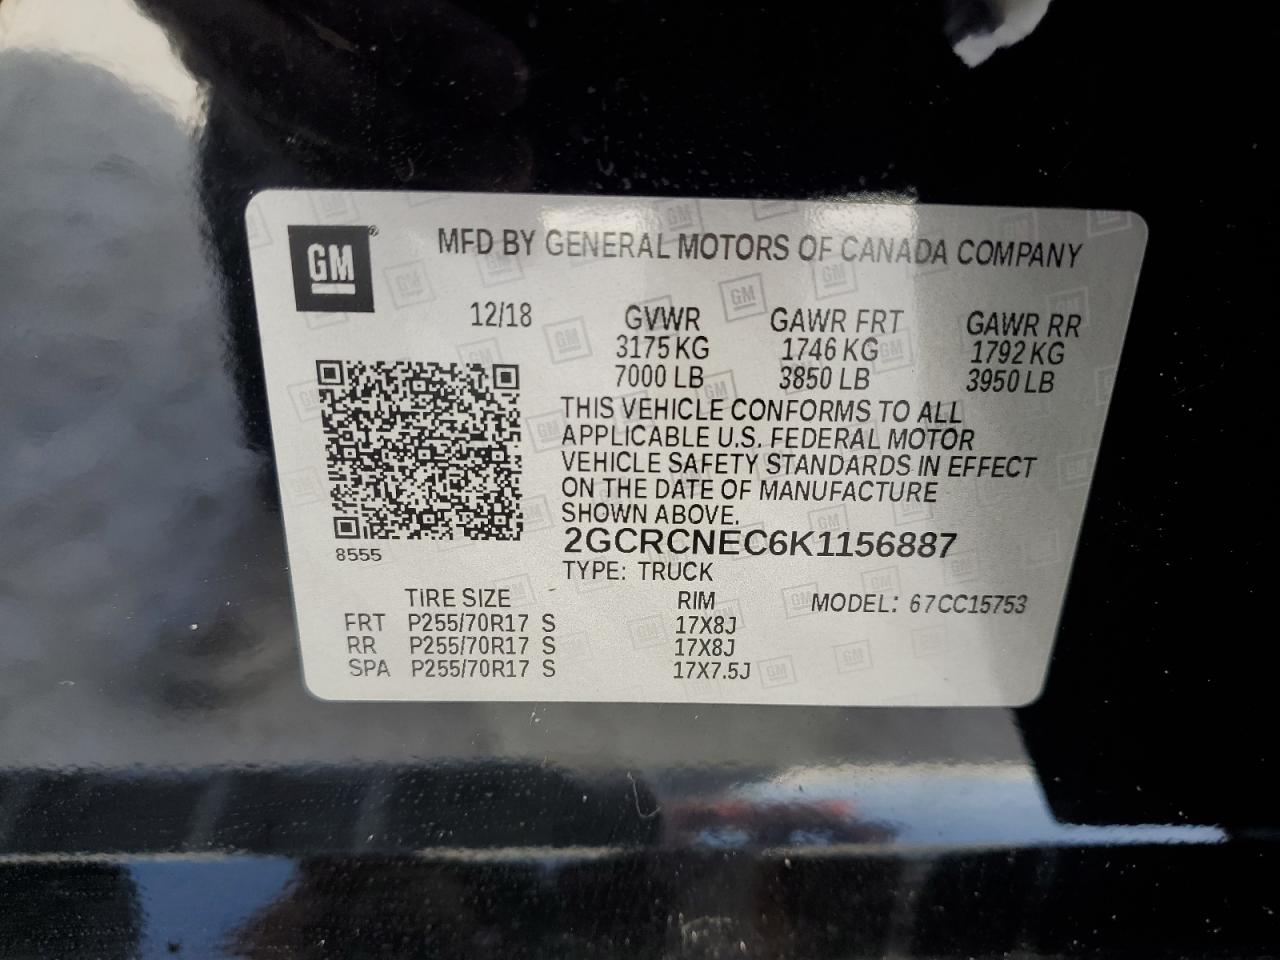 GM
MFD BY GENERAL MOTORS OF CANADA COMPANY
12/18 GVWR GAWR FRT GAWR RR
3175 KG 1746 KG 1792 KG
7000 LB 3850 LB 3950 LB
THIS VEHICLE CONFORMS TO ALL
APPLICABLE U.S. FEDERAL MOTOR
VEHICLE SAFETY STANDARDS IN EFFECT
ON THE DATE OF MANUFACTURE
SHOWN ABOVE.
8555
2GCRCNEC6K1156887
TYPE: TRUCK
TIRE SIZE RIM MODEL: 67CC15753
FRT P255/70R17 S 17X8J
RR P255/70R17 S 17X8J
SPA P255/70R17 S 17X7.5J